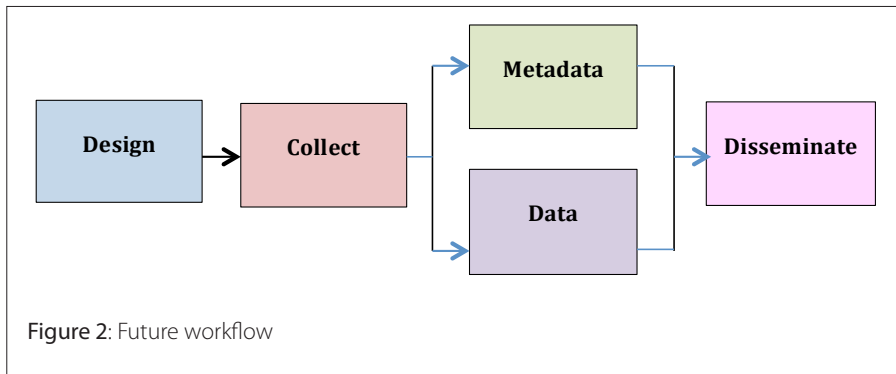 Design
Collect
Metadata
Data
Disseminate
Figure 2: Future workflow